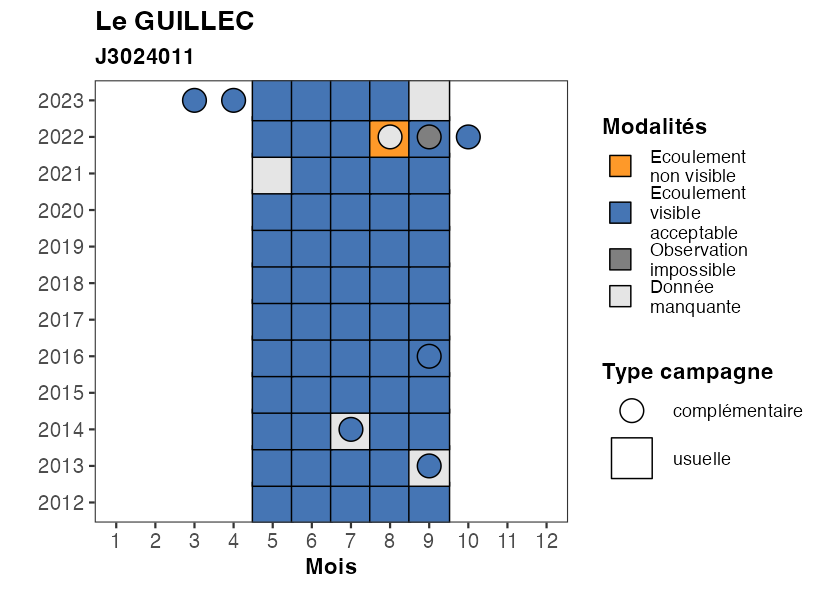 Le GUILLEC
J3024011
2023
2022
2021
2020
2019
2018
2017
2016
2015
2014
2013
2012
1 2 3 4 5 6 7 8 9 10 11 12
Mois
Modalités
Ecoulement
non visible
Ecoulement
visible
acceptable
Observation
impossible
Donnée
manquante
Type campagne
complémentaire
usuelle